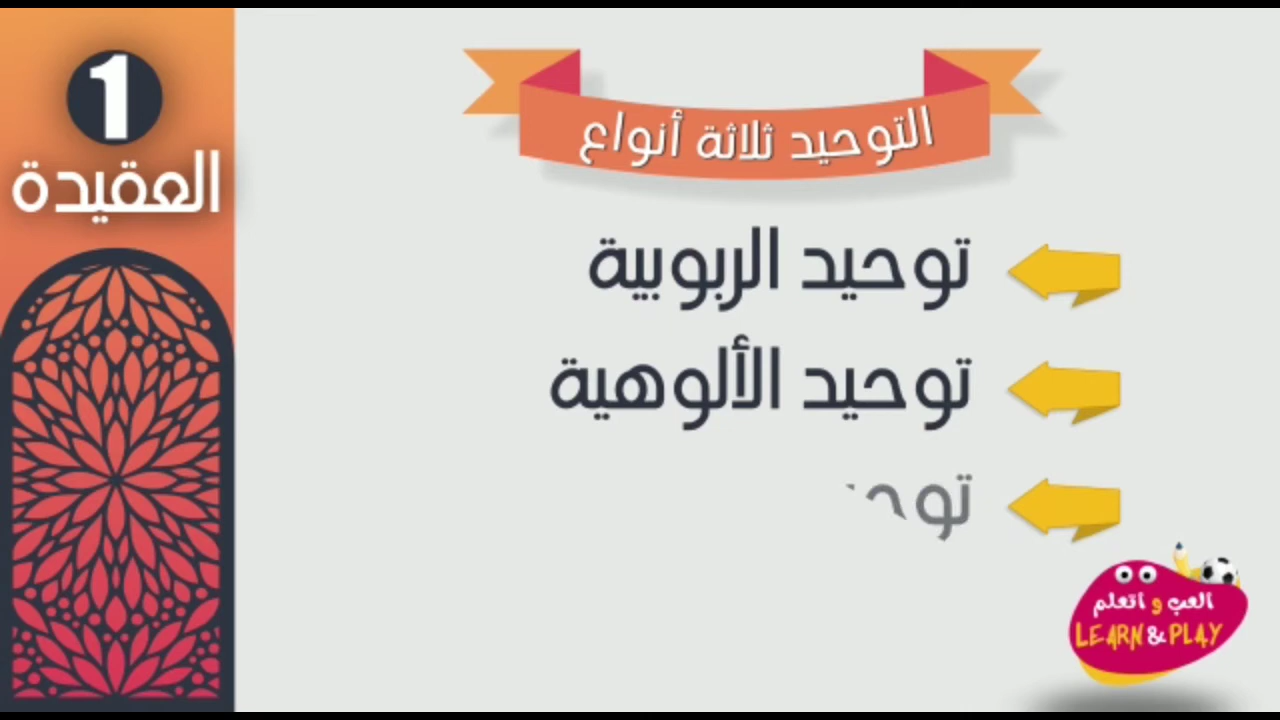 1
العقيدة
التوحيد ثلاثة أنواع
توحيد الربوبية
توحيد الألوهية
العب و اتعلم
LEARN & PLAY